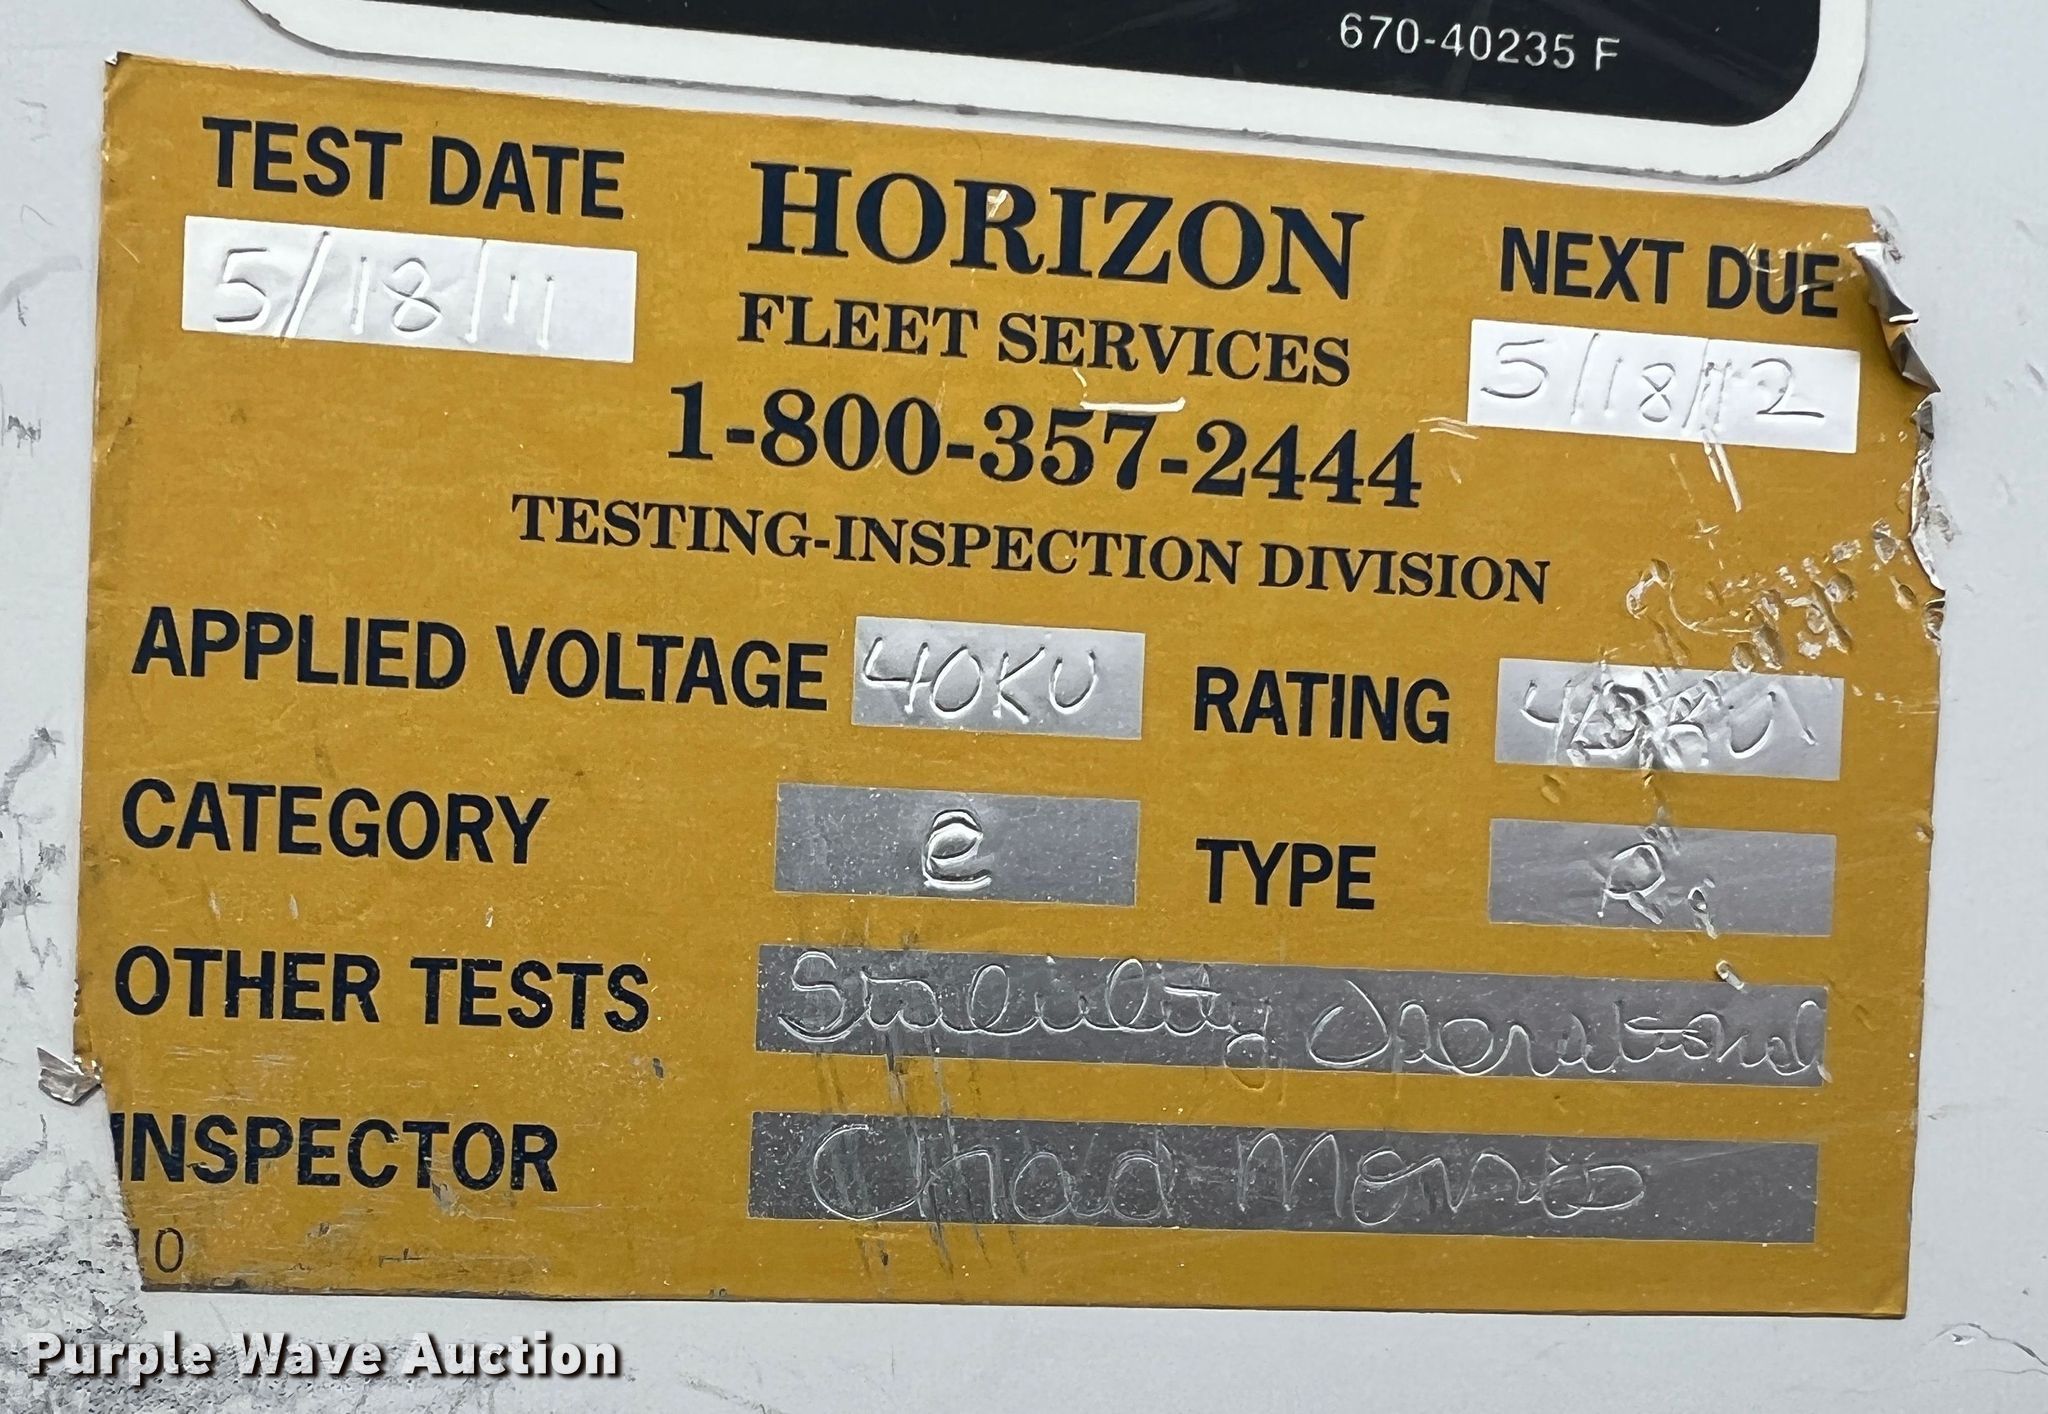 670-40235 F
TEST DATE
HORIZON
NEXT DUE
5/18/11
FLEET SERVICES
5/18/12
1-800-357-2444
TESTING-INSPECTION DIVISION
APPLIED VOLTAGE 40KV RATING
CATEGORY TYPE
OTHER TESTS Stability Operational
INSPECTOR Chad
Purple Wave Auction